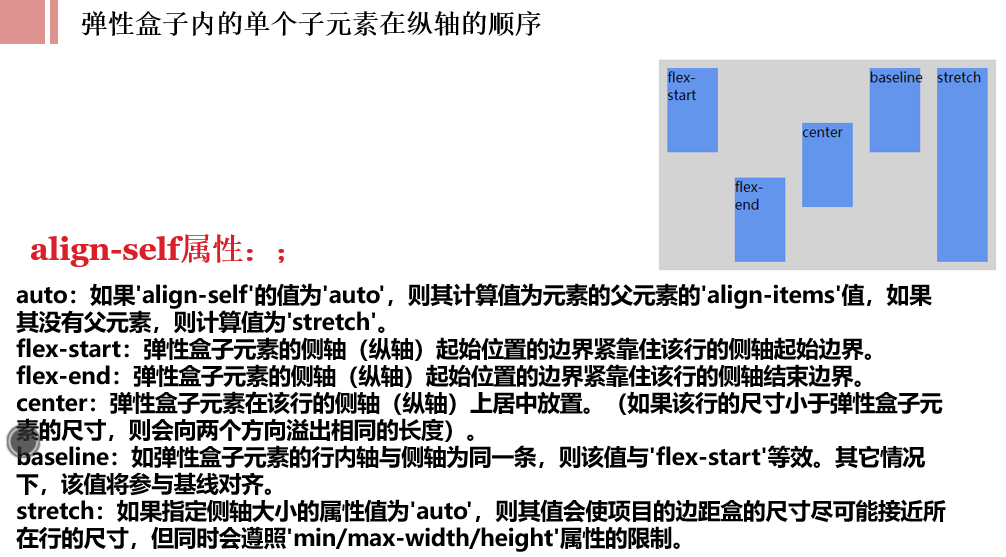 弹性盒子内的单个子元素在纵轴的顺序
flex-
start
flex-
end
center
baseline
stretch
align-self属性：;
auto：如果'align-self'的值为'auto'，则其计算值为元素的父元素的'align-items'值，如果
其没有父元素，则计算值为'stretch'。
flex-start：弹性盒子元素的侧轴（纵轴）起始位置的边界紧靠住该行的侧轴起始边界。
flex-end：弹性盒子元素的侧轴（纵轴）起始位置的边界紧靠住该行的侧轴结束边界。
center：弹性盒子元素在该行的侧轴（纵轴）上居中放置。（如果该行的尺寸小于弹性盒子元
素的尺寸，则会向两个方向溢出相同的长度）。
baseline：如弹性盒子元素的行内轴与侧轴为同一条，则该值与'flex-start'等效。其它情况
下，该值将参与基线对齐。
stretch：如果指定侧轴大小的属性值为'auto'，则其值会使项目的边距盒的尺寸尽可能接近所
在行的尺寸，但同时会遵照'min/max-width/height'属性的限制。